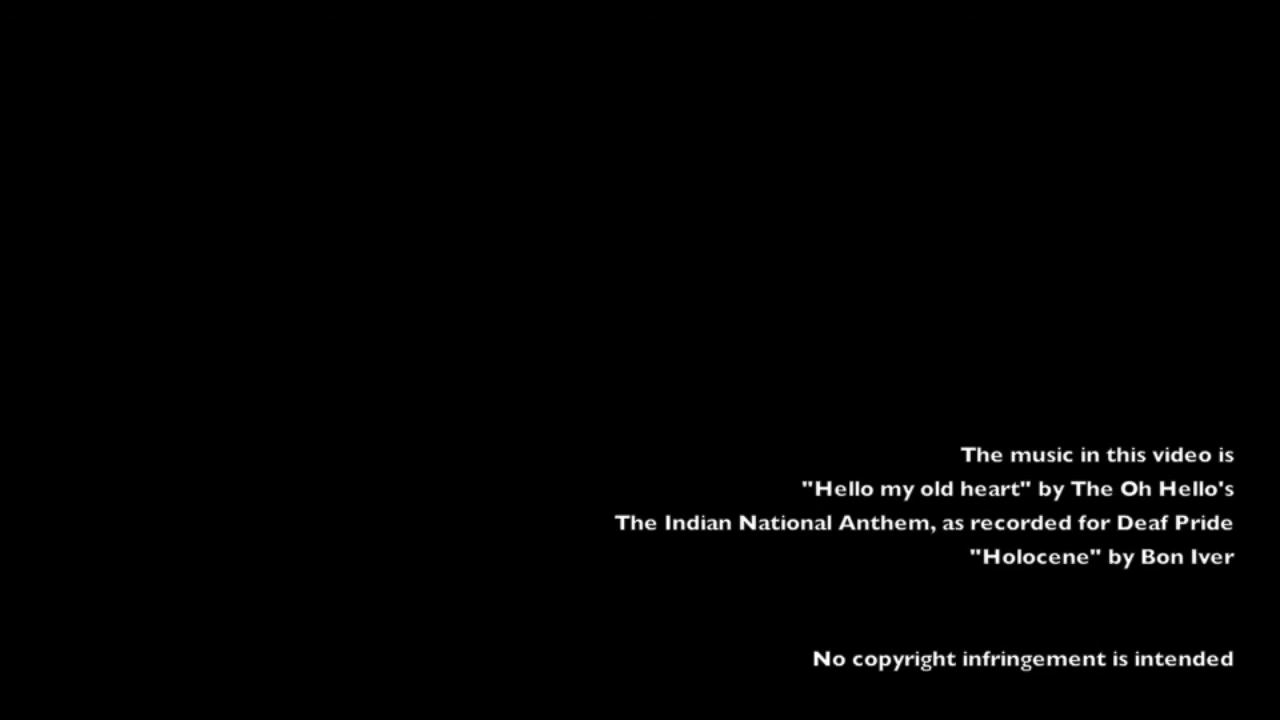 The music in this video is
"Hello my old heart" by The Oh Hello's
The Indian National Anthem, as recorded for Deaf Pride
"Holocene" by Bon Iver
No copyright infringement is intended